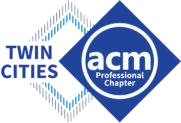 TWIN
CITIES
acm
Professional
Chapter